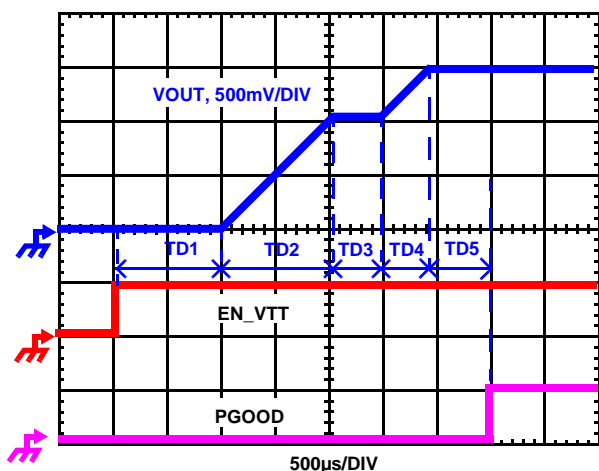 VOUT, 500mV/DIV
TD1 TD2 TD3 TD4 TD5
EN_VTT
PGOOD
500µs/DIV